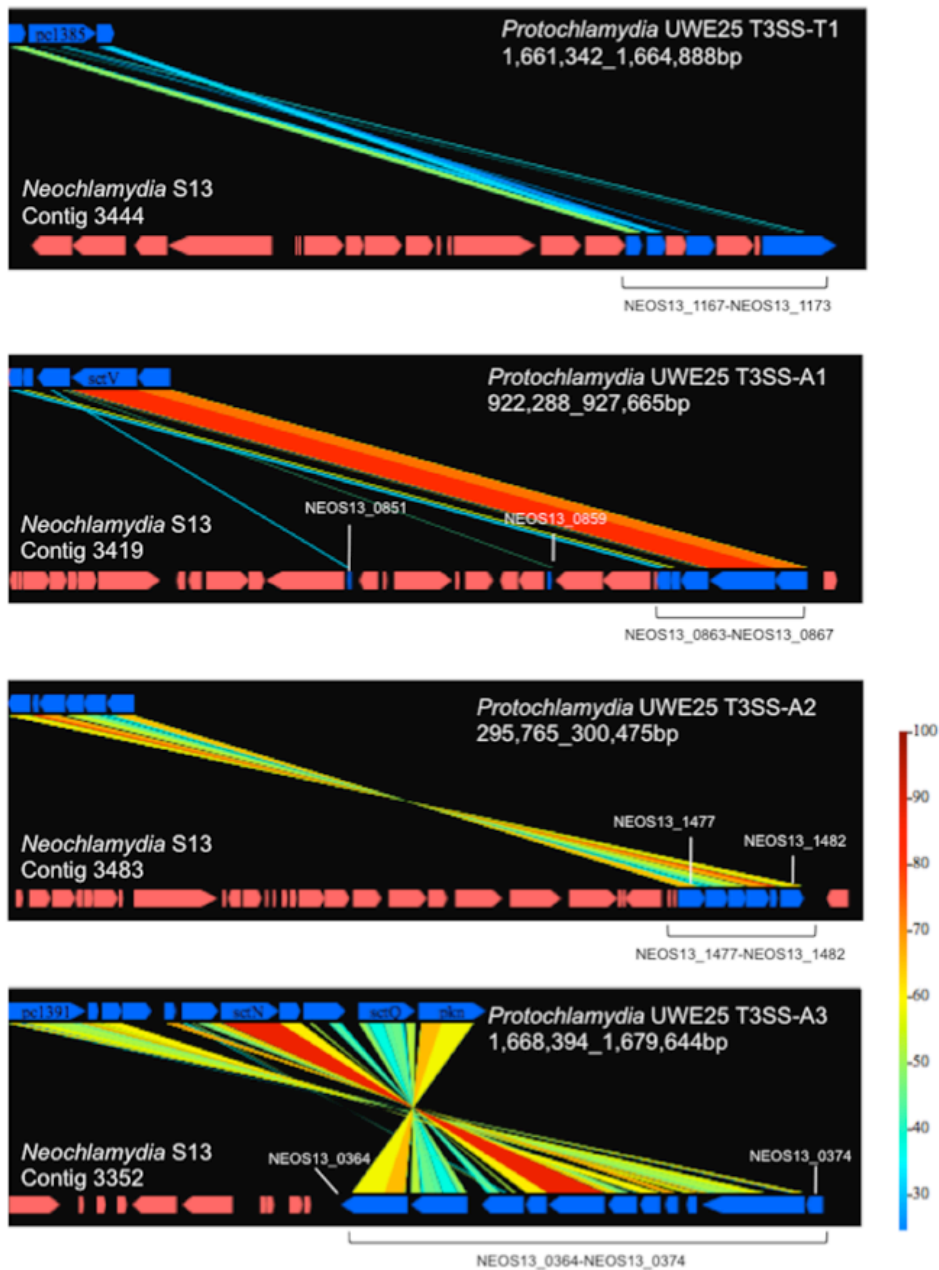 pc1385
Protochlamydia UWE25 T3SS-T1
1,661,342_1,664,888bp
Neochlamydia S13
Contig 3444
NEOS13_1167-NEOS13_1173
sctV
Protochlamydia UWE25 T3SS-A1
922,288_927,665bp
NEOS13_0851
NEOS13_0859
Neochlamydia S13
Contig 3419
NEOS13_0863-NEOS13_0867
Protochlamydia UWE25 T3SS-A2
295,765_300,475bp
NEOS13_1477
NEOS13_1482
Neochlamydia S13
Contig 3483
NEOS13_1477-NEOS13_1482
100
90
80
70
60
50
40
30
pc1391 sctN sctQ pkn
Protochlamydia UWE25 T3SS-A3
1,668,394_1,679,644bp
Neochlamydia S13
Contig 3352
NEOS13_0364
NEOS13_0374
NEOS13_0364-NEOS13_0374